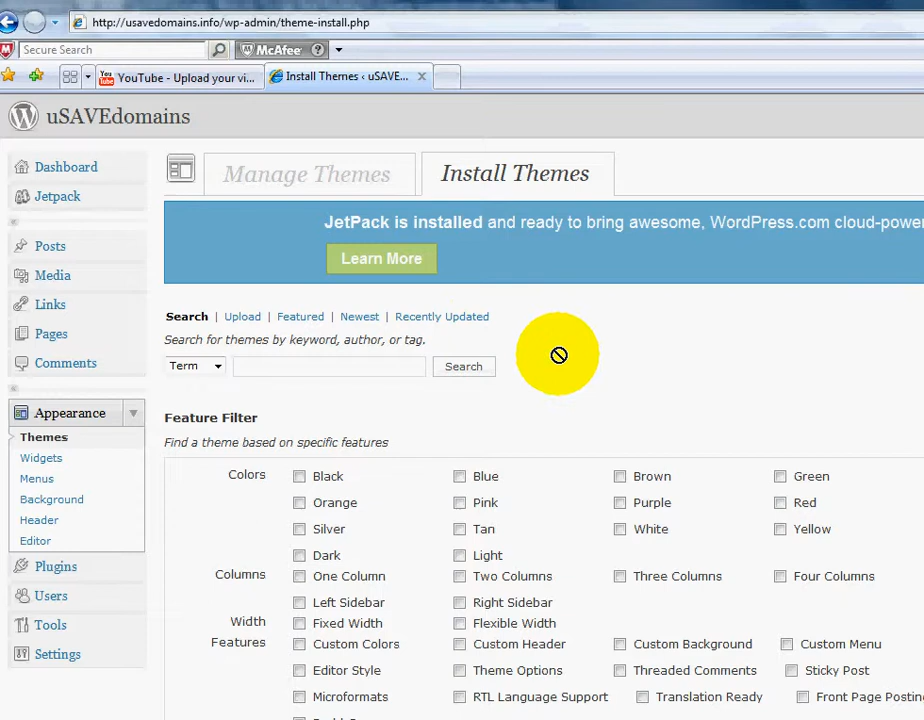 http://usavedomains.info/wp-admin/theme-install.php
Secure Search McAfee ?
YouTube - Upload your vi... Install Themes ‹ uSAVE...
uSAVEdomains
Dashboard
Jetpack
Posts
Media
Links
Pages
Comments
Appearance
Themes
Widgets
Menus
Background
Header
Editor
Plugins
Users
Tools
Settings
Manage Themes Install Themes
JetPack is installed and ready to bring awesome, WordPress.com cloud-powe
Learn More
Search | Upload | Featured | Newest | Recently Updated
Search for themes by keyword, author, or tag.
Term Search
Feature Filter
Find a theme based on specific features
Colors Black Blue Brown Green
Orange Pink Purple Red
Silver Tan White Yellow
Dark Light
Columns One Column Two Columns Three Columns Four Columns
Left Sidebar Right Sidebar
Width Fixed Width Flexible Width
Features Custom Colors Custom Header Custom Background Custom Menu
Editor Style Theme Options Threaded Comments Sticky Post
Microformats RTL Language Support Translation Ready Front Page Posting